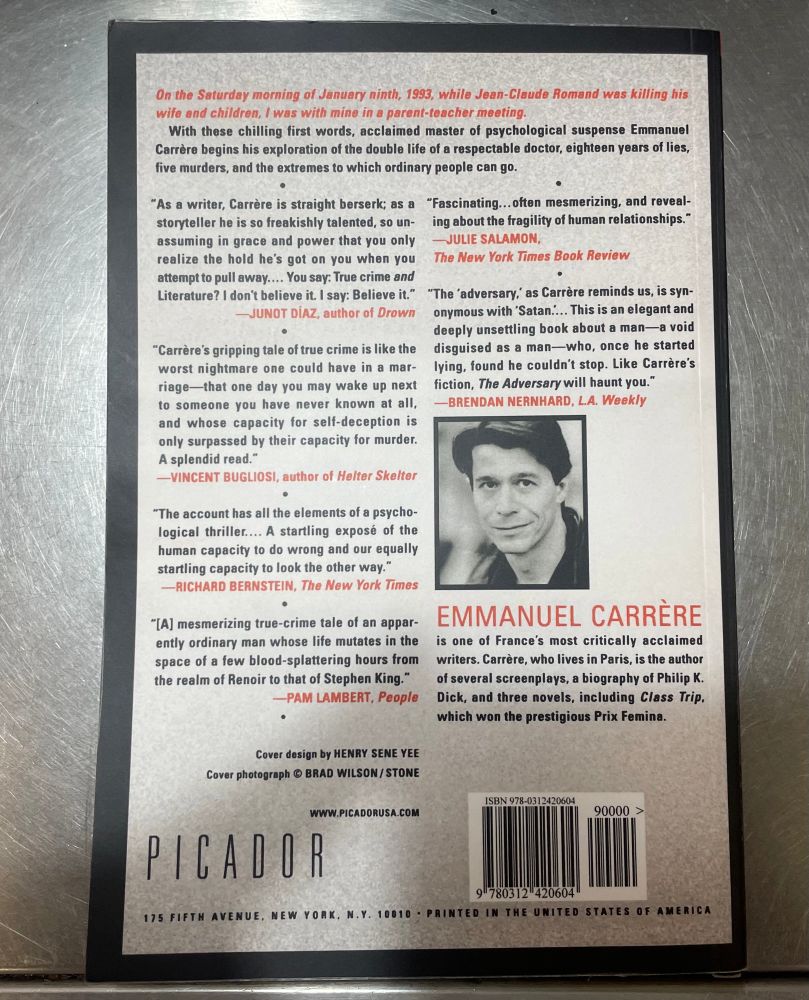 On the Saturday morning of January ninth, 1993, while Jean-Claude Romand was killing his
wife and children, I was with mine in a parent-teacher meeting.
With these chilling first words, acclaimed master of psychological suspense Emmanuel
Carrère begins his exploration of the double life of a respectable doctor, eighteen years of lies,
five murders, and the extremes to which ordinary people can go.
•
"As a writer, Carrère is straight berserk; as a
storyteller he is so freakishly talented, so un-
assuming in grace and power that you only
realize the hold he's got on you when you
attempt to pull away.... You say: True crime and
Literature? I don't believe it. I say: Believe it."
—JUNOT DÍAZ, author of Drown
•
"Carrère's gripping tale of true crime is like the
worst nightmare one could have in a mar-
riage—that one day you may wake up next
to someone you have never known at all,
and whose capacity for self-deception is
only surpassed by their capacity for murder.
A splendid read."
—VINCENT BUGLIOSI, author of Helter Skelter
•
"The account has all the elements of a psycho-
logical thriller.... A startling exposé of the
human capacity to do wrong and our equally
startling capacity to look the other way."
—RICHARD BERNSTEIN, The New York Times
•
"[A] mesmerizing true-crime tale of an appar-
ently ordinary man whose life mutates in the
space of a few blood-splattering hours from
the realm of Renoir to that of Stephen King."
—PAM LAMBERT, People
•
•
"Fascinating...often mesmerizing, and reveal-
ing about the fragility of human relationships."
—JULIE SALAMON,
The New York Times Book Review
•
"The 'adversary,' as Carrère reminds us, is syn-
onymous with 'Satan.'... This is an elegant and
deeply unsettling book about a man—a void
disguised as a man—who, once he started
lying, found he couldn't stop. Like Carrère's
fiction, The Adversary will haunt you."
—BRENDAN NERNHARD, L.A. Weekly
EMMANUEL CARRÈRE
is one of France's most critically acclaimed
writers. Carrère, who lives in Paris, is the author
of several screenplays, a biography of Philip K.
Dick, and three novels, including Class Trip,
which won the prestigious Prix Femina.
Cover design by HENRY SENE YEE
Cover photograph © BRAD WILSON/STONE
WWW.PICADORUSA.COM
PICADOR
ISBN 978-0312420604
90000 >
9 780312 420604
175 FIFTH AVENUE, NEW YORK, N.Y. 10010 • PRINTED IN THE UNITED STATES OF AMERICA